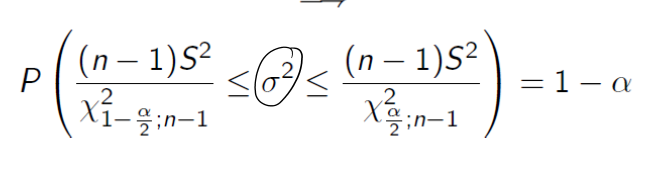 P ( (n − 1)S² / χ²_{1−α/2;n−1} ≤ σ² ≤ (n − 1)S² / χ²_{α/2;n−1} ) = 1 − α